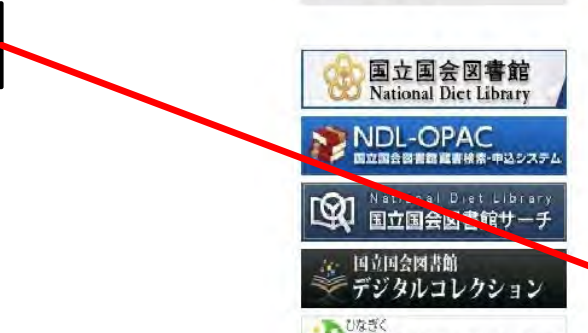 国立国会図書館
National Diet Library
NDL-OPAC
国立国会図書館蔵書検索・申込システム
National Diet Library
国立国会図書館サーチ
国立国会図書館
デジタルコレクション
ひなぎく